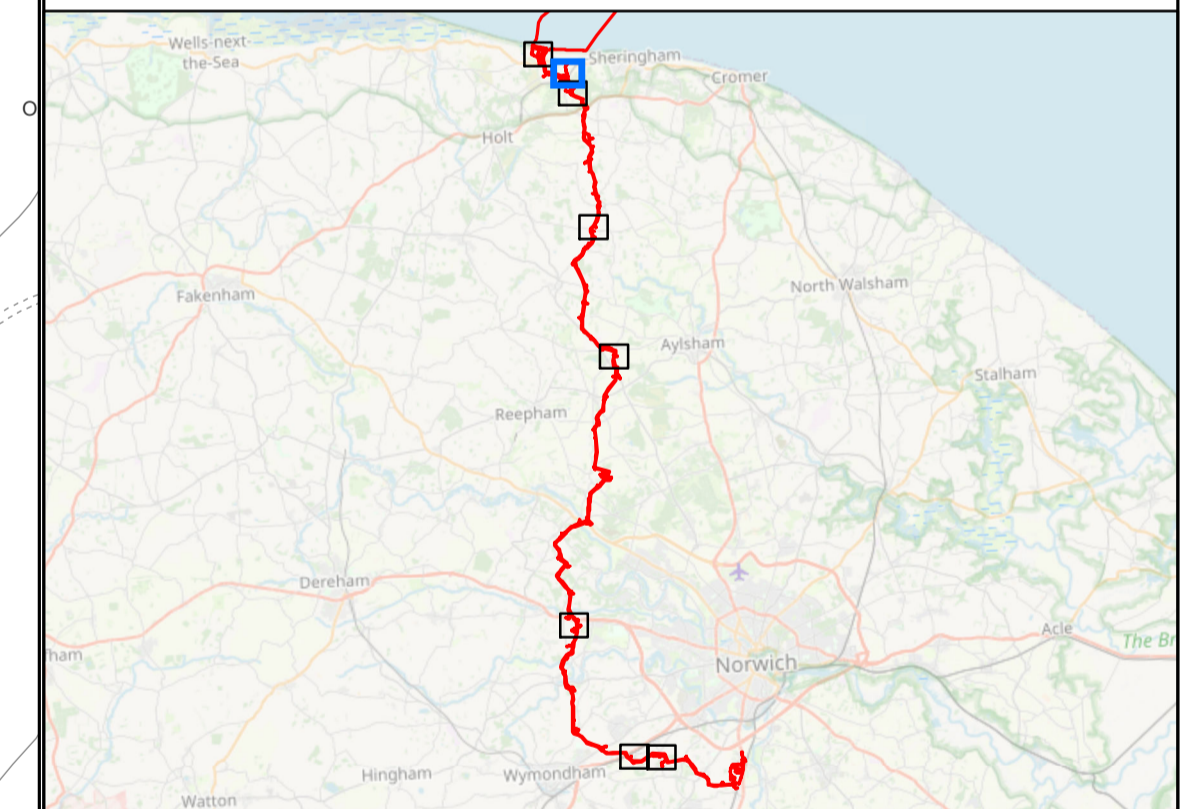 Wells-next-
the-Sea
Sheringham
Cromer
O
Holt
North Walsham
Fakenham
Aylsham
Stalham
Reepham
Dereham
Acle
The Br
ham
Norwich
Hingham
Wymondham
Watton